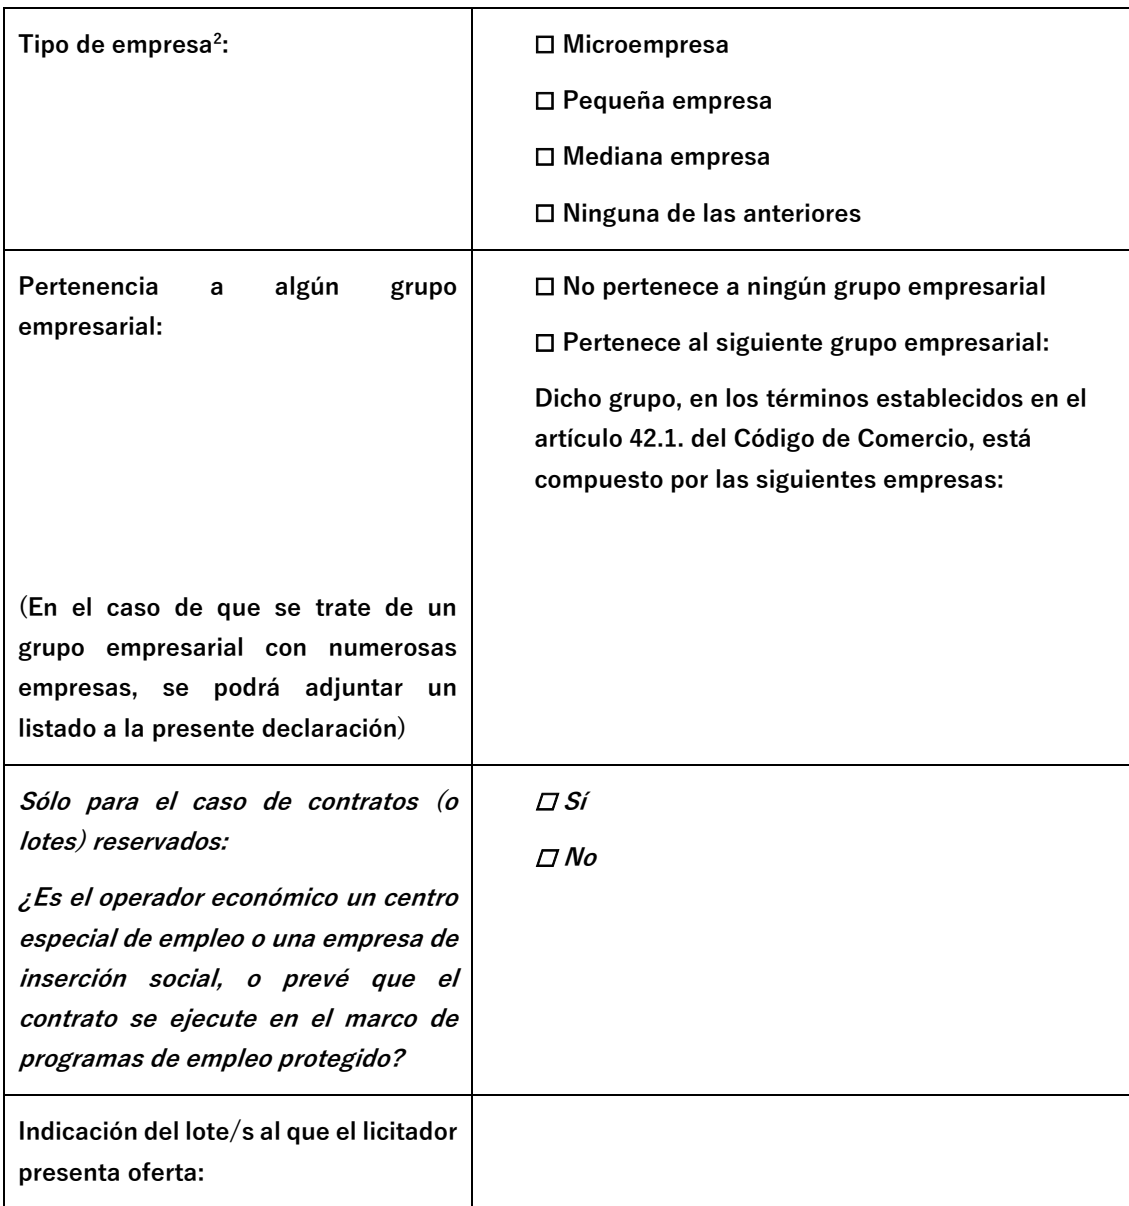 Tipo de empresa²:
☐ Microempresa
☐ Pequeña empresa
☐ Mediana empresa
☐ Ninguna de las anteriores
Pertenencia a algún grupo
empresarial:
(En el caso de que se trate de un
grupo empresarial con numerosas
empresas, se podrá adjuntar un
listado a la presente declaración)
☐ No pertenece a ningún grupo empresarial
☐ Pertenece al siguiente grupo empresarial:
Dicho grupo, en los términos establecidos en el
artículo 42.1. del Código de Comercio, está
compuesto por las siguientes empresas:
Sólo para el caso de contratos (o
lotes) reservados:
¿Es el operador económico un centro
especial de empleo o una empresa de
inserción social, o prevé que el
contrato se ejecute en el marco de
programas de empleo protegido?
☐ Sí
☐ No
Indicación del lote/s al que el licitador
presenta oferta: